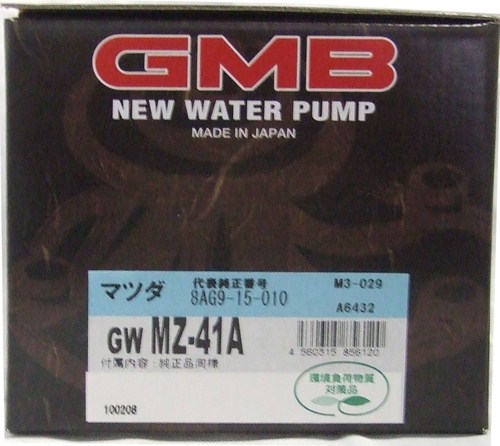 GMB
NEW WATER PUMP
MADE IN JAPAN
マツダ 代表純正番号 M3-029
8AG9-15-010 A6432
GW MZ-41A
付属内容:純正品同様
4 560315 856120
環境負荷物質
対策品
100208